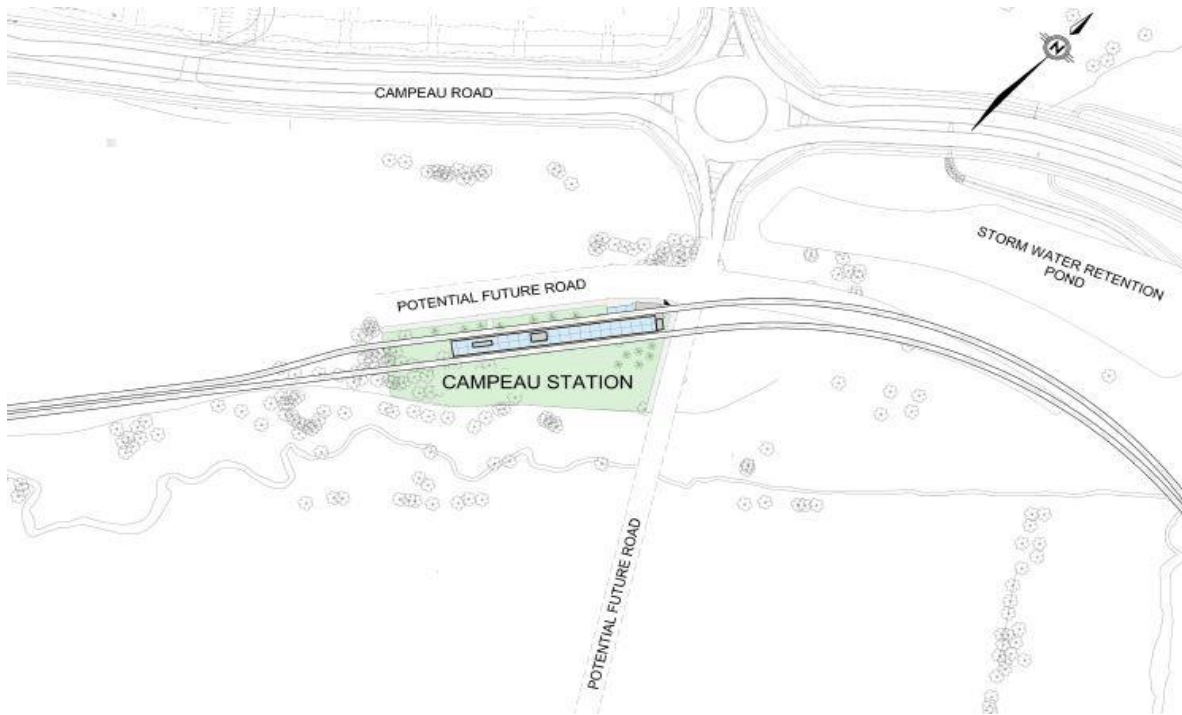 N
CAMPEAU ROAD
STORM WATER RETENTION
POND
POTENTIAL FUTURE ROAD
CAMPEAU STATION
POTENTIAL FUTURE ROAD